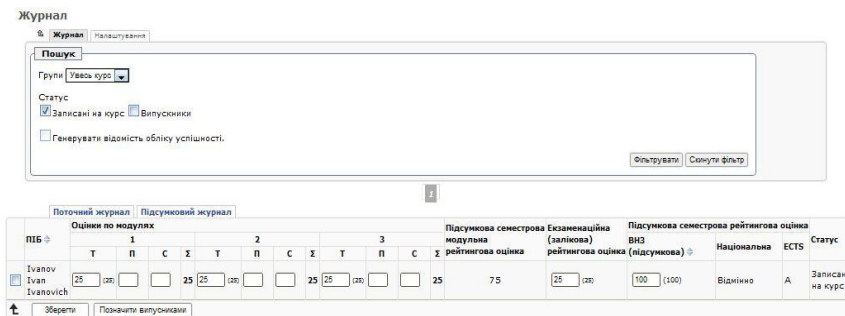 Журнал
Журнал Налаштування
Пошук
Групи Увесь курс
Статус
Записані на курс Випускники
Генерувати відомість обліку успішності.
Фільтрувати Скинути фільтр
1
Поточний журнал Підсумковий журнал
ПІБ Оцінки по модулях Підсумкова семестрова модульна рейтингова оцінка Екзаменаційна (залікова) рейтингова оцінка Підсумкова семестрова рейтингова оцінка Статус
1 2 3 ВНЗ (підсумкова) Національна ECTS
Т П С Σ Т П С Σ Т П С Σ
Ivanov Ivan Ivanovich 25 (25) 25 25 (25) 25 25 (25) 25 75 25 (25) 100 (100) Відмінно A Записан на курс
Зберегти Позначити випусниками